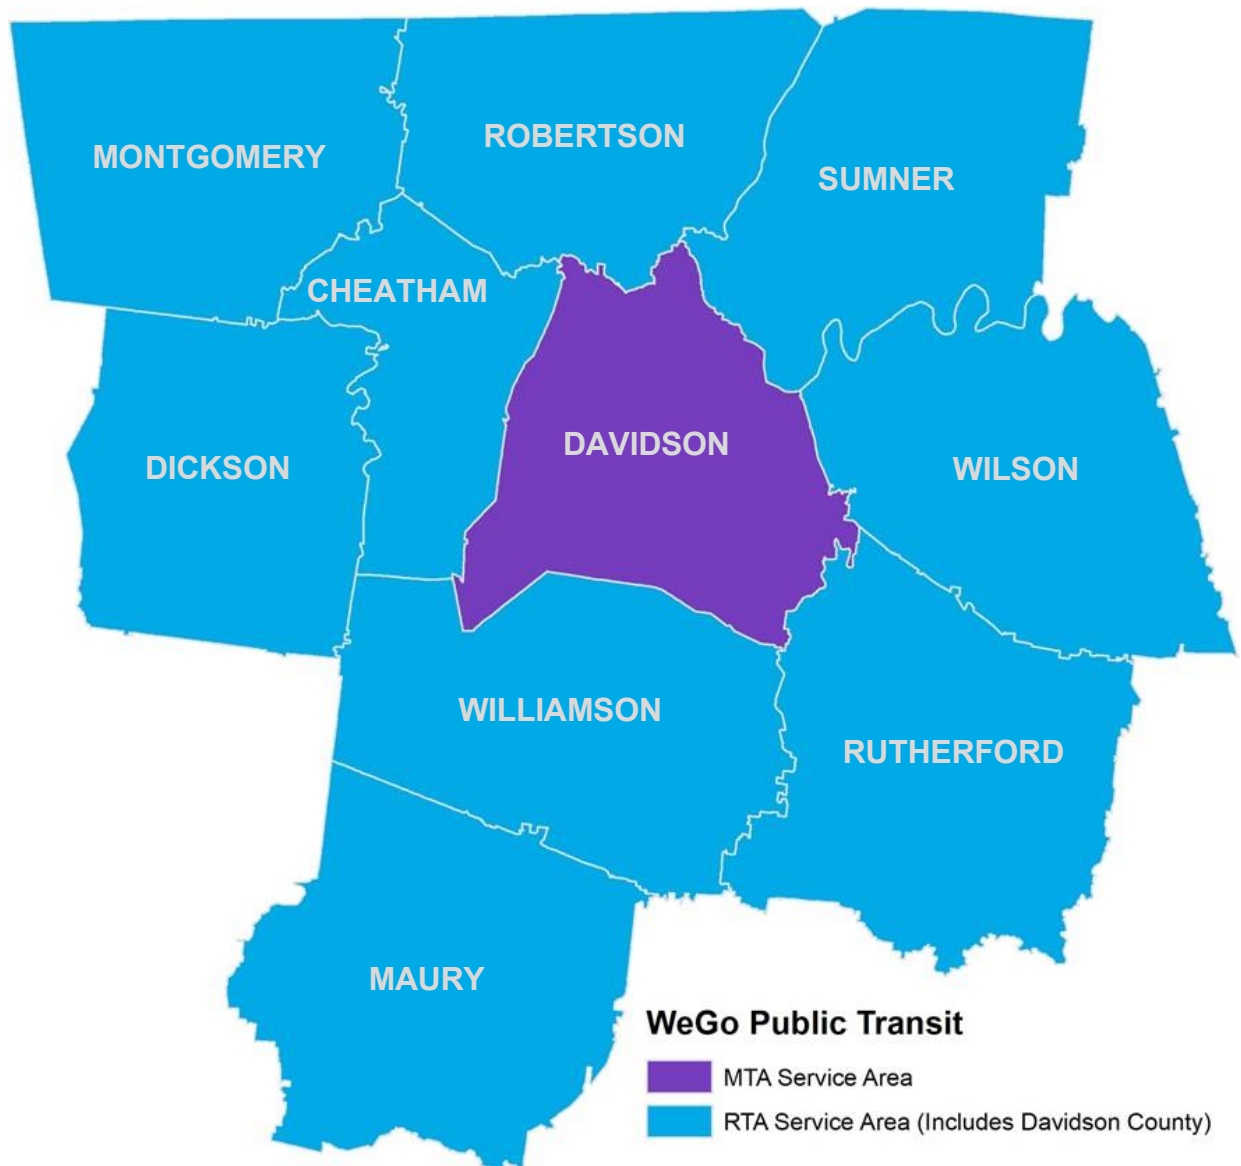 ROBERTSON
MONTGOMERY
SUMNER
CHEATHAM
DAVIDSON
DICKSON
WILSON
WILLIAMSON
RUTHERFORD
MAURY
WeGo Public Transit
MTA Service Area
RTA Service Area (Includes Davidson County)